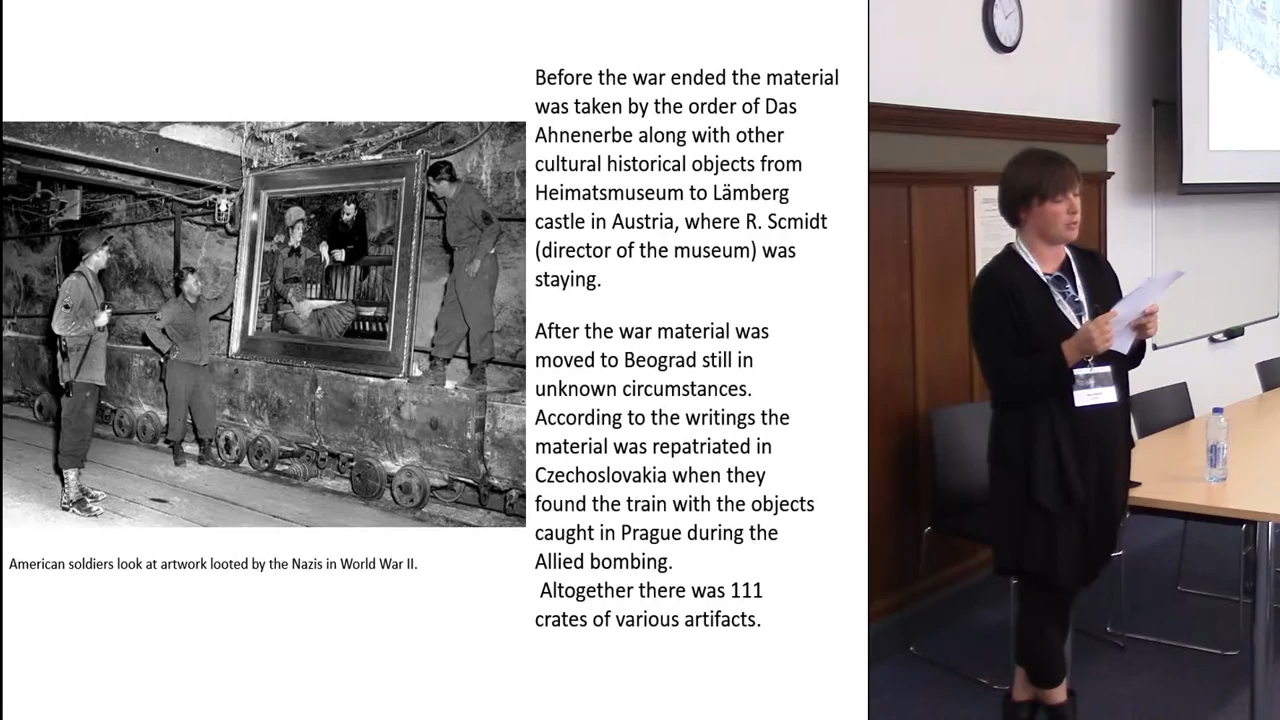 Before the war ended the material
was taken by the order of Das
Ahnenerbe along with other
cultural historical objects from
Heimatsmuseum to Lämberg
castle in Austria, where R. Scmidt
(director of the museum) was
staying.
After the war material was
moved to Beograd still in
unknown circumstances.
According to the writings the
material was repatriated in
Czechoslovakia when they
found the train with the objects
caught in Prague during the
Allied bombing.
Altogether there was 111
crates of various artifacts.
American soldiers look at artwork looted by the Nazis in World War II.